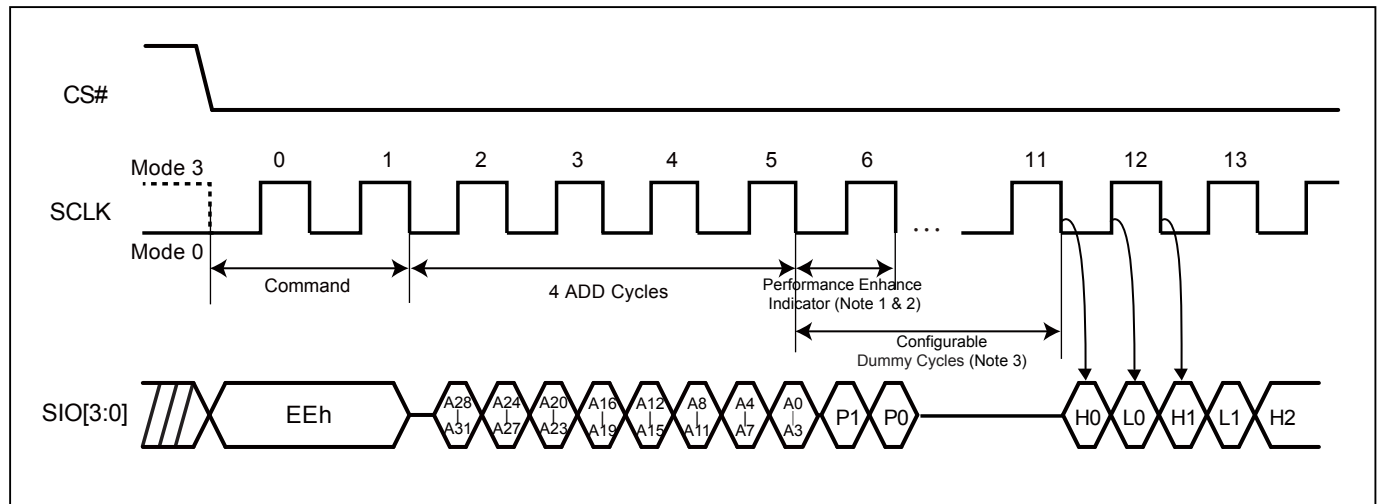 CS#
Mode 3
0 1 2 3 4 5 6 11 12 13
SCLK
...
Mode 0
Command
4 ADD Cycles
Performance Enhance
Indicator (Note 1 & 2)
Configurable
Dummy Cycles (Note 3)
SIO[3:0]
EEh
A28 | A31
A24 | A27
A20 | A23
A16 | A19
A12 | A15
A8 | A11
A4 | A7
A0 | A3
P1 P0
H0 L0 H1 L1 H2